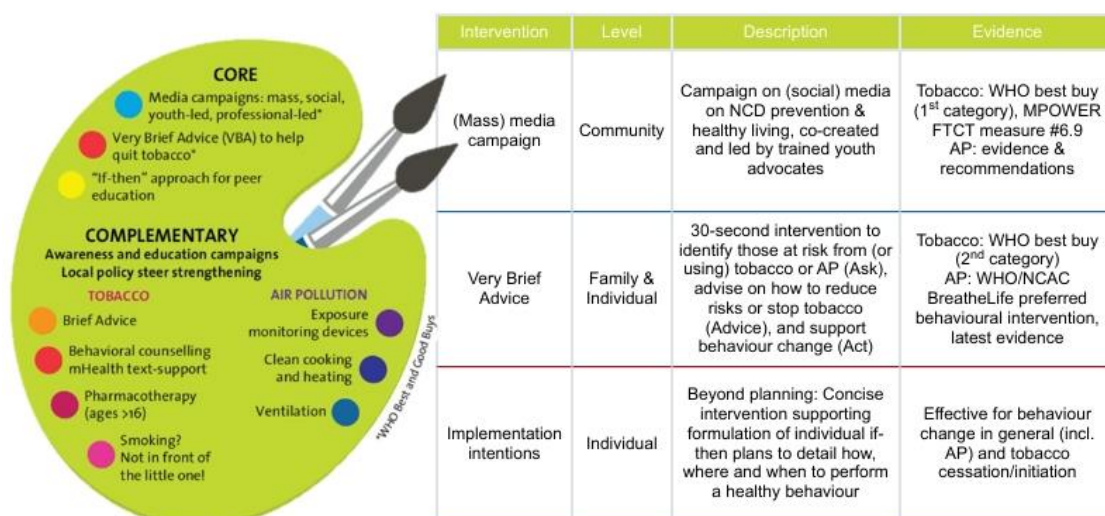 CORE
Media campaigns: mass, social,
youth-led, professional-led*
Very Brief Advice (VBA) to help
quit tobacco*
"If-then" approach for peer
education
COMPLEMENTARY
Awareness and education campaigns
Local policy steer strengthening
TOBACCO
Brief Advice
Behavioral counselling
mHealth text-support
Pharmacotherapy
(ages >16)
Smoking?
Not in front of
the little one!
AIR POLLUTION
Exposure
monitoring devices
Clean cooking
and heating
Ventilation
*WHO Best and Good Buys
Intervention Level Description Evidence
(Mass) media
campaign
Community
Campaign on (social) media
on NCD prevention &
healthy living, co-created
and led by trained youth
advocates
Tobacco: WHO best buy
(1st category), MPOWER
FTCT measure #6.9
AP: evidence &
recommendations
Very Brief
Advice
Family &
Individual
30-second intervention to
identify those at risk from (or
using) tobacco or AP (Ask),
advise on how to reduce
risks or stop tobacco
(Advice), and support
behaviour change (Act)
Tobacco: WHO best buy
(2nd category)
AP: WHO/NCAC
BreatheLife preferred
behavioural intervention,
latest evidence
Implementation
intentions
Individual
Beyond planning: Concise
intervention supporting
formulation of individual if-
then plans to detail how,
where and when to perform
a healthy behaviour
Effective for behaviour
change in general (incl.
AP) and tobacco
cessation/initiation